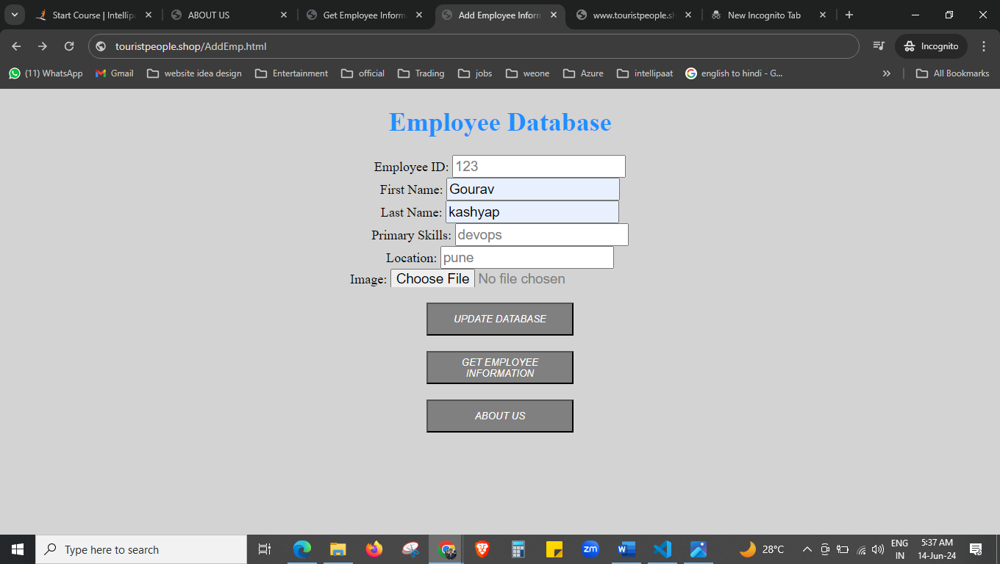 Start Course | Intellipa
ABOUT US
Get Employee Inform
Add Employee Inform
www.touristpeople.sh
New Incognito Tab
touristpeople.shop/AddEmp.html
Incognito
(11) WhatsApp
Gmail
website idea design
Entertainment
official
Trading
jobs
weone
Azure
intellipaat
english to hindi - G...
All Bookmarks
Employee Database
Employee ID: 123
First Name: Gourav
Last Name: kashyap
Primary Skills: devops
Location: pune
Image: Choose File No file chosen
UPDATE DATABASE
GET EMPLOYEE
INFORMATION
ABOUT US
Type here to search
zm
28°C
ENG
IN
5:37 AM
14-Jun-24